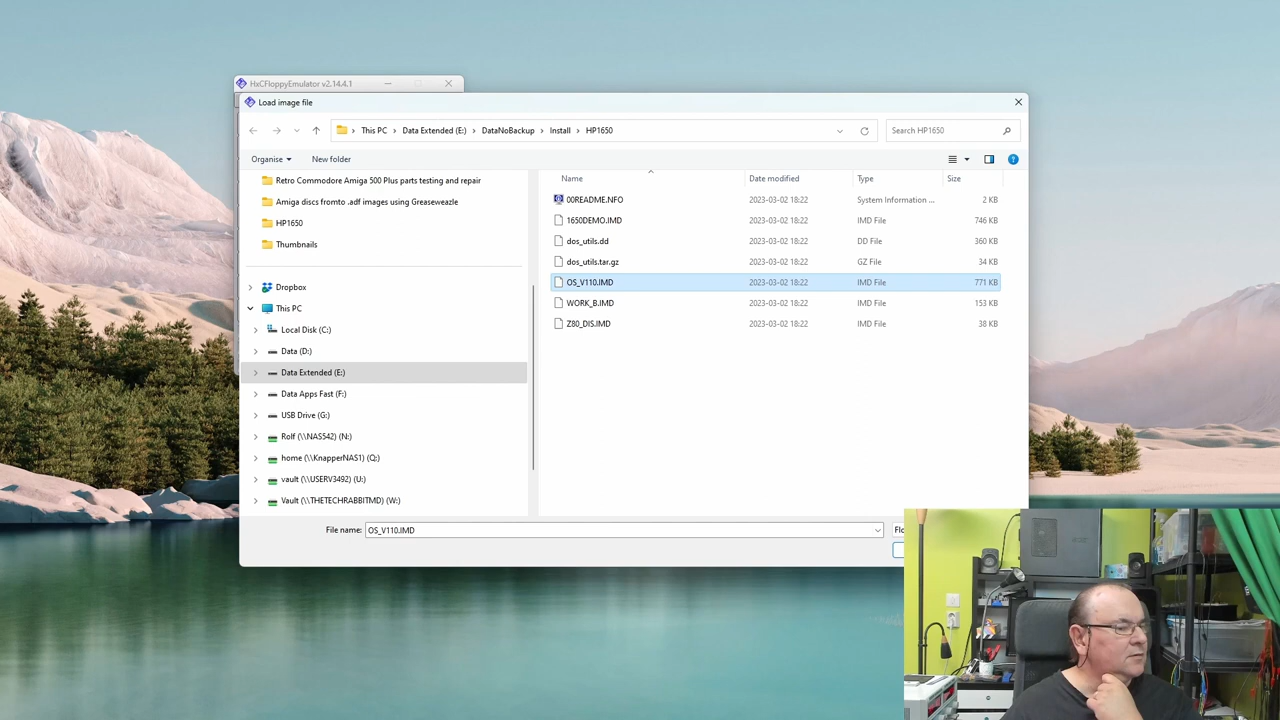 HxCFloppyEmulator v2.14.4.1
Load image file
This PC > Data Extended (E:) > DataNoBackup > Install > HP1650
Search HP1650
Organise
New folder
Name
Date modified
Type
Size
Retro Commodore Amiga 500 Plus parts testing and repair
Amiga discs fromto .adf images using Greaseweazle
HP1650
Thumbnails
Dropbox
This PC
Local Disk (C:)
Data (D:)
Data Extended (E:)
Data Apps Fast (F:)
USB Drive (G:)
Rolf (\\NAS542) (N:)
home (\\KnapperNAS1) (Q:)
vault (\\USERV3492) (U:)
Vault (\\THETECHRABBITMD) (W:)
00README.NFO 2023-03-02 18:22 System Information ... 2 KB
1650DEMO.IMD 2023-03-02 18:22 IMD File 746 KB
dos_utils.dd 2023-03-02 18:22 DD File 360 KB
dos_utils.tar.gz 2023-03-02 18:22 GZ File 34 KB
OS_V110.IMD 2023-03-02 18:22 IMD File 771 KB
WORK_B.IMD 2023-03-02 18:22 IMD File 153 KB
Z80_DIS.IMD 2023-03-02 18:22 IMD File 38 KB
File name: OS_V110.IMD
Flo